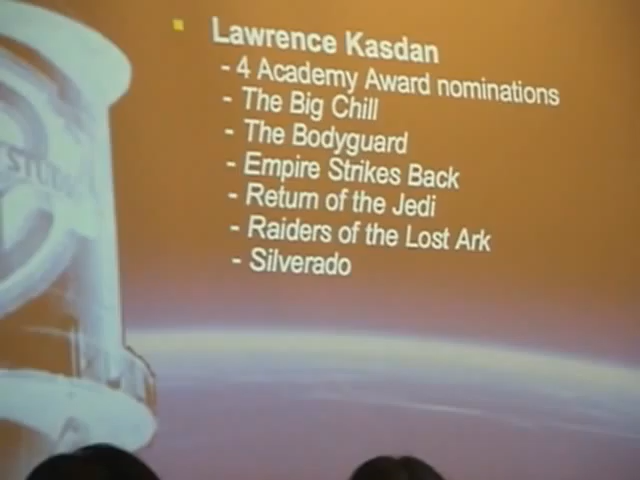 Lawrence Kasdan
- 4 Academy Award nominations
- The Big Chill
- The Bodyguard
- Empire Strikes Back
- Return of the Jedi
- Raiders of the Lost Ark
- Silverado